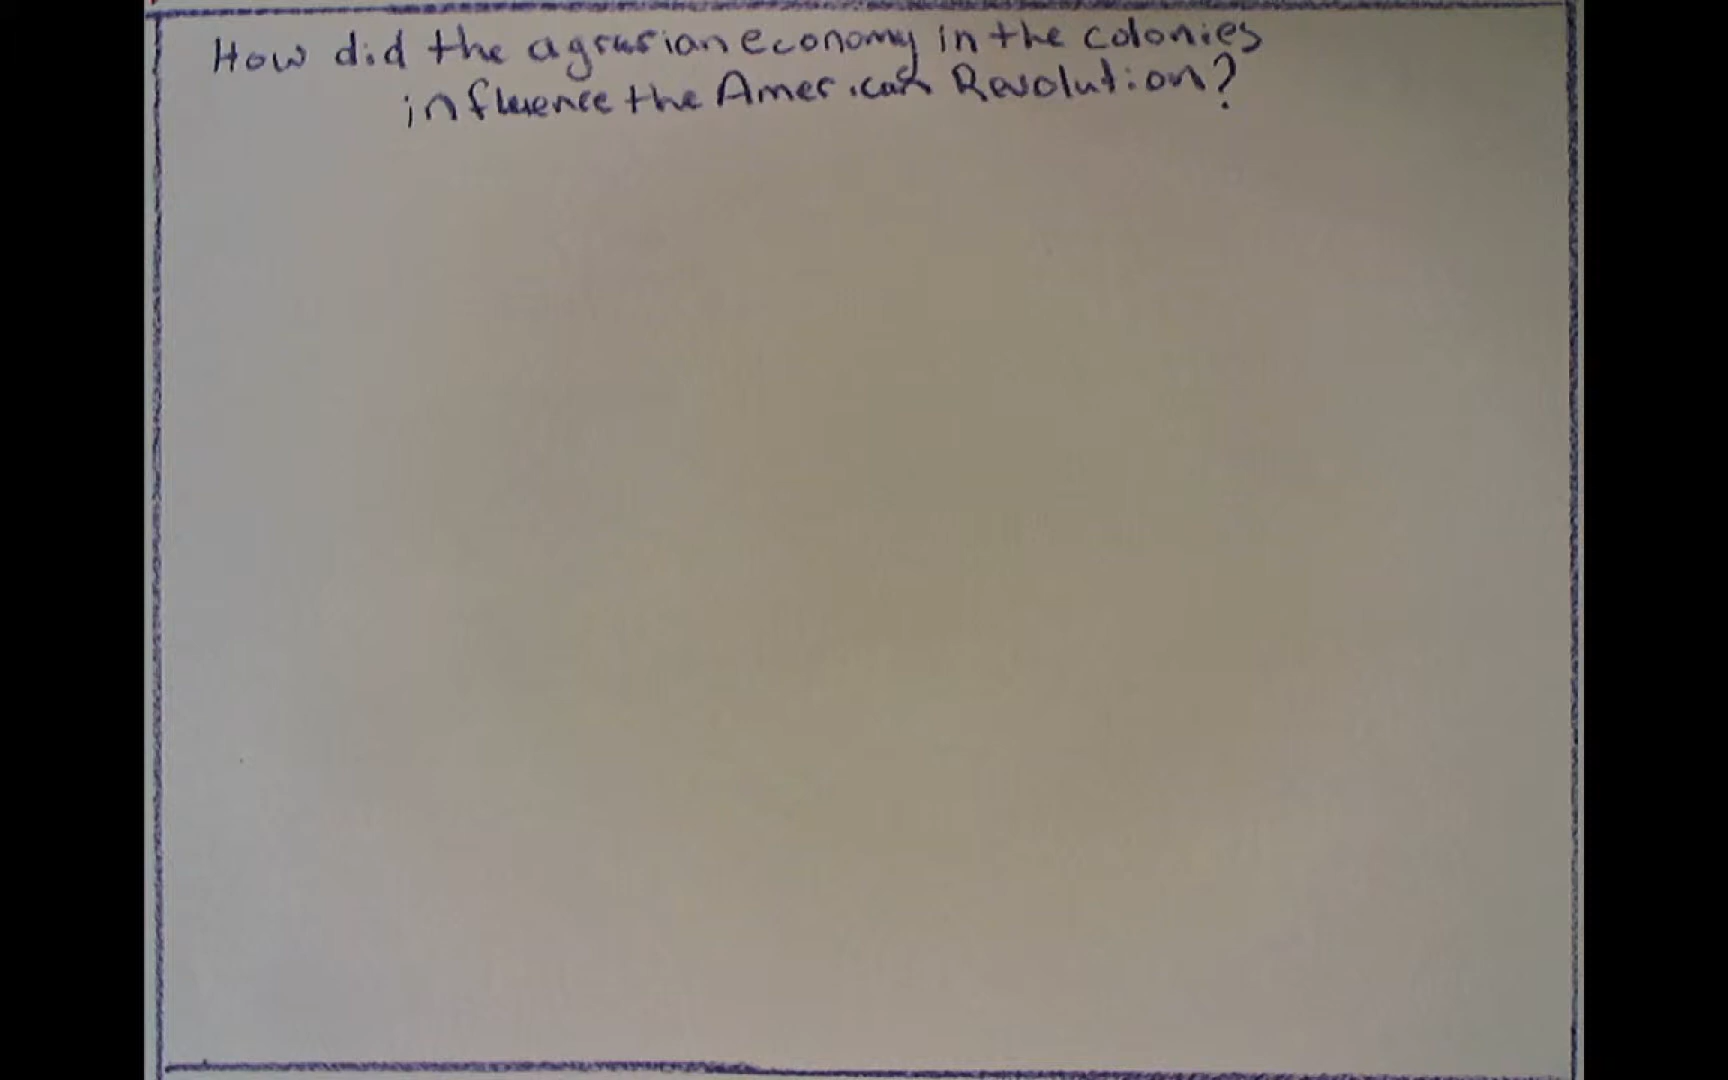 How did the agrarian economy in the colonies
influence the American Revolution?